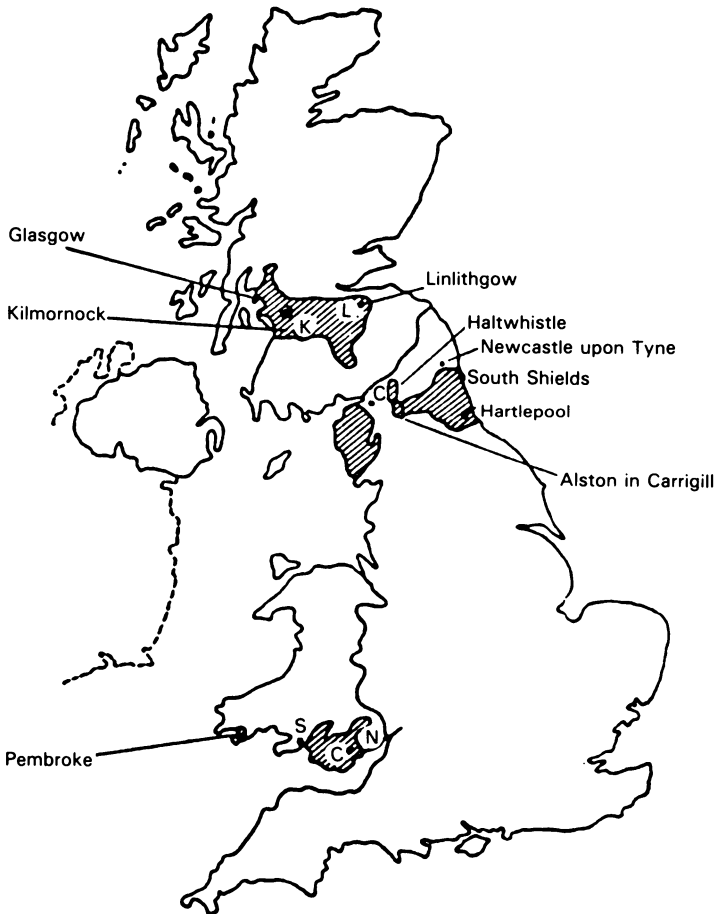 Glasgow
Linlithgow
Kilmornock
L
K
Haltwhistle
Newcastle upon Tyne
South Shields
C
Hartlepool
Alston in Carrigill
S
N
C
Pembroke